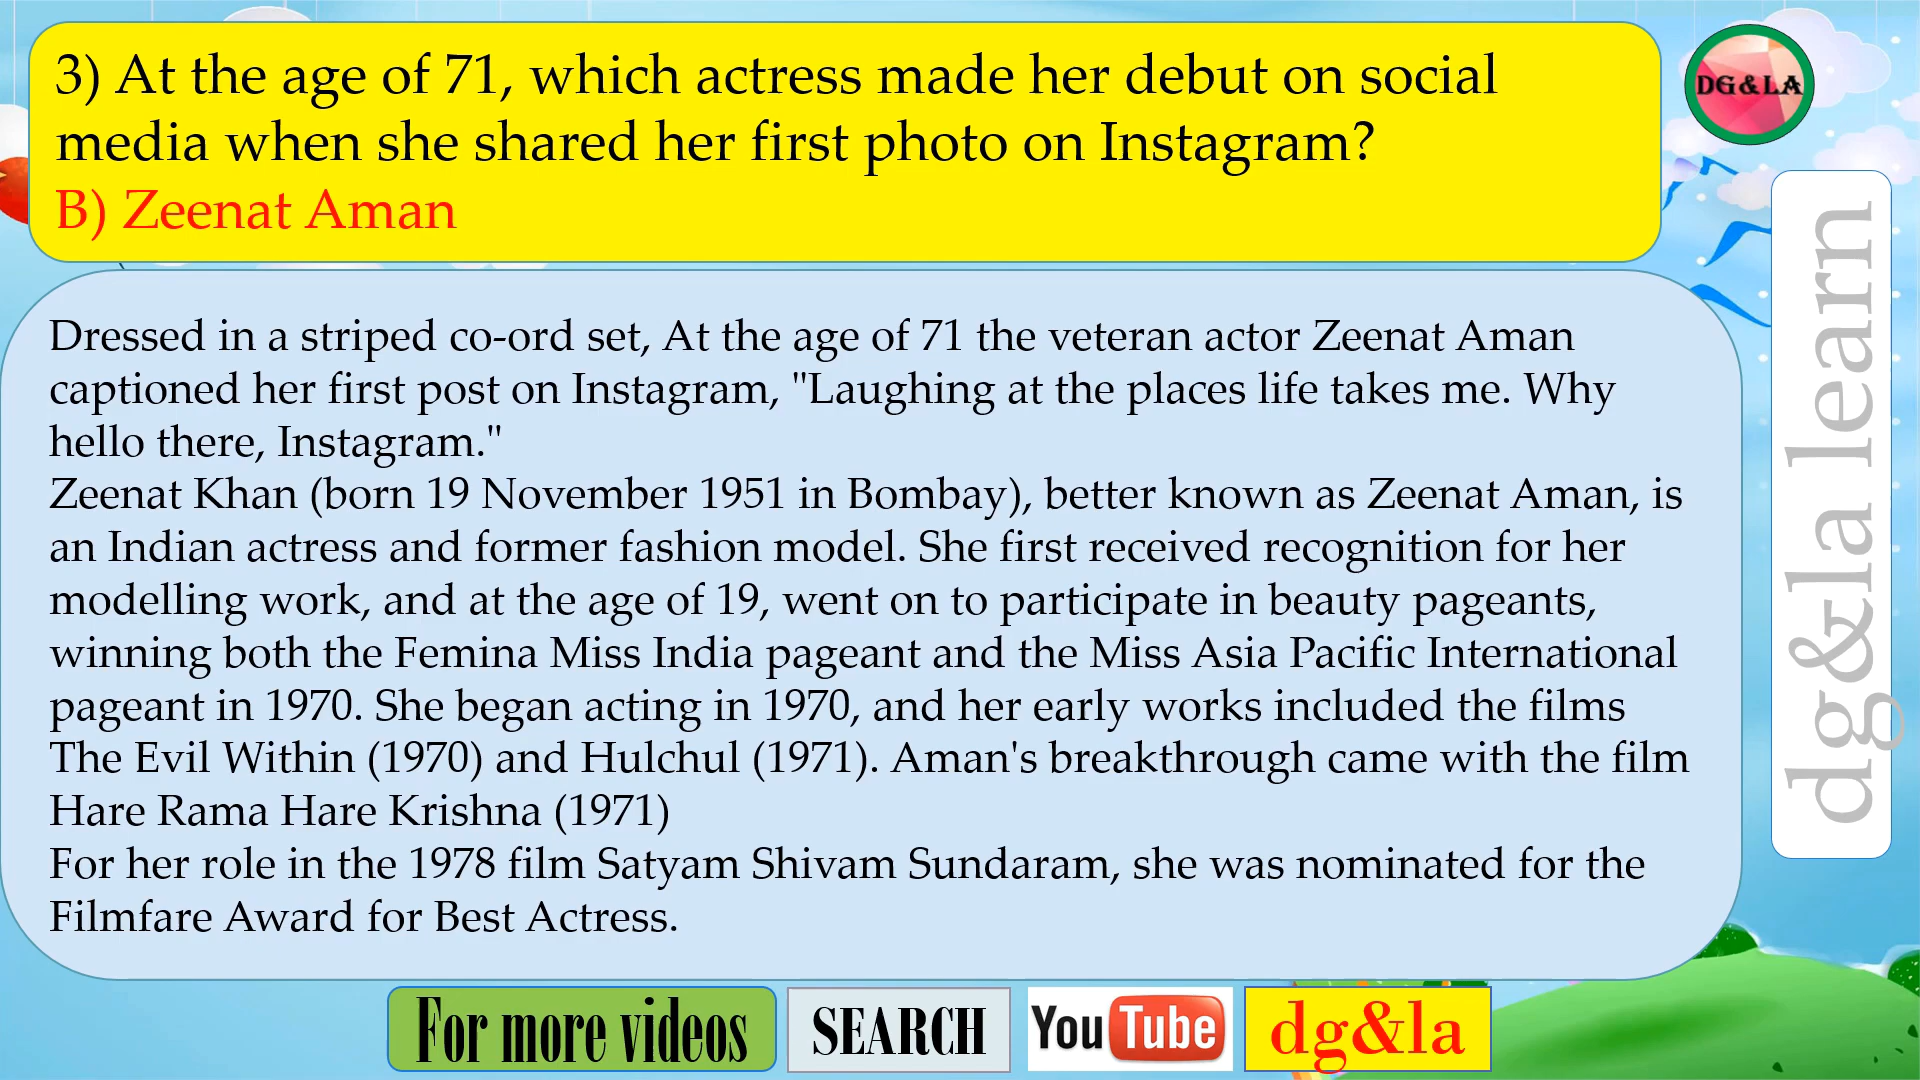 3) At the age of 71, which actress made her debut on social
media when she shared her first photo on Instagram?
B) Zeenat Aman
DG&LA
Dressed in a striped co-ord set, At the age of 71 the veteran actor Zeenat Aman
captioned her first post on Instagram, "Laughing at the places life takes me. Why
hello there, Instagram."
Zeenat Khan (born 19 November 1951 in Bombay), better known as Zeenat Aman, is
an Indian actress and former fashion model. She first received recognition for her
modelling work, and at the age of 19, went on to participate in beauty pageants,
winning both the Femina Miss India pageant and the Miss Asia Pacific International
pageant in 1970. She began acting in 1970, and her early works included the films
The Evil Within (1970) and Hulchul (1971). Aman's breakthrough came with the film
Hare Rama Hare Krishna (1971)
For her role in the 1978 film Satyam Shivam Sundaram, she was nominated for the
Filmfare Award for Best Actress.
dg&la learn
For more videos SEARCH YouTube dg&la